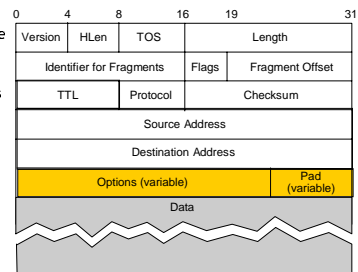 0 4 8 16 19 31
Version HLen TOS Length
Identifier for Fragments Flags Fragment Offset
TTL Protocol Checksum
Source Address
Destination Address
Options (variable) Pad (variable)
Data